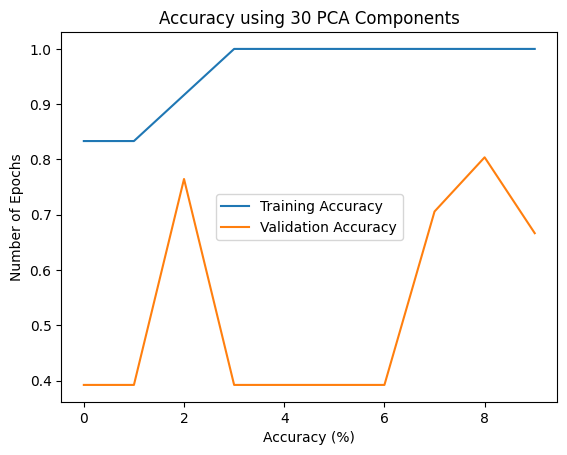 Accuracy using 30 PCA Components
1.0
0.9
0.8
0.7
0.6
0.5
0.4
Number of Epochs
Training Accuracy
Validation Accuracy
0 2 4 6 8
Accuracy (%)